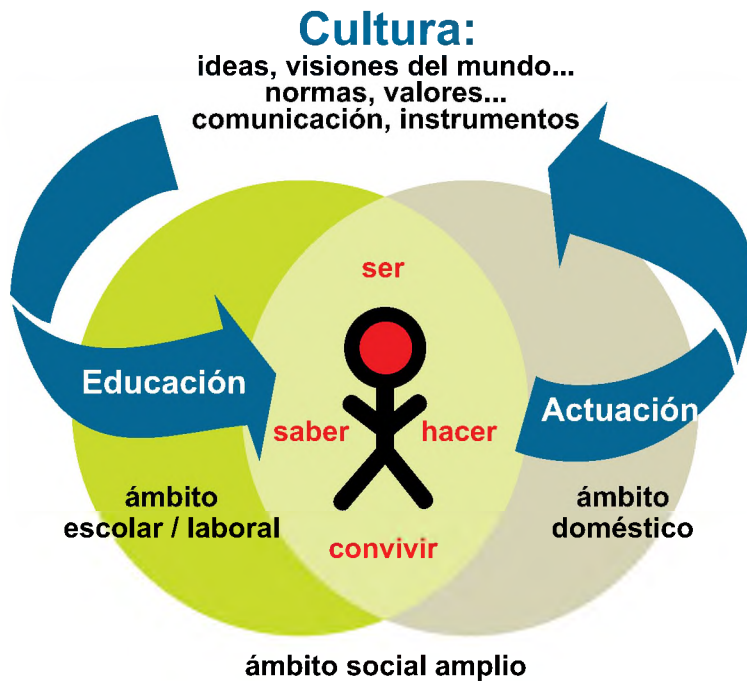 Cultura:
ideas, visiones del mundo...
normas, valores...
comunicación, instrumentos
ser
Educación
Actuación
saber
hacer
ámbito
escolar / laboral
ámbito
doméstico
convivir
ámbito social amplio